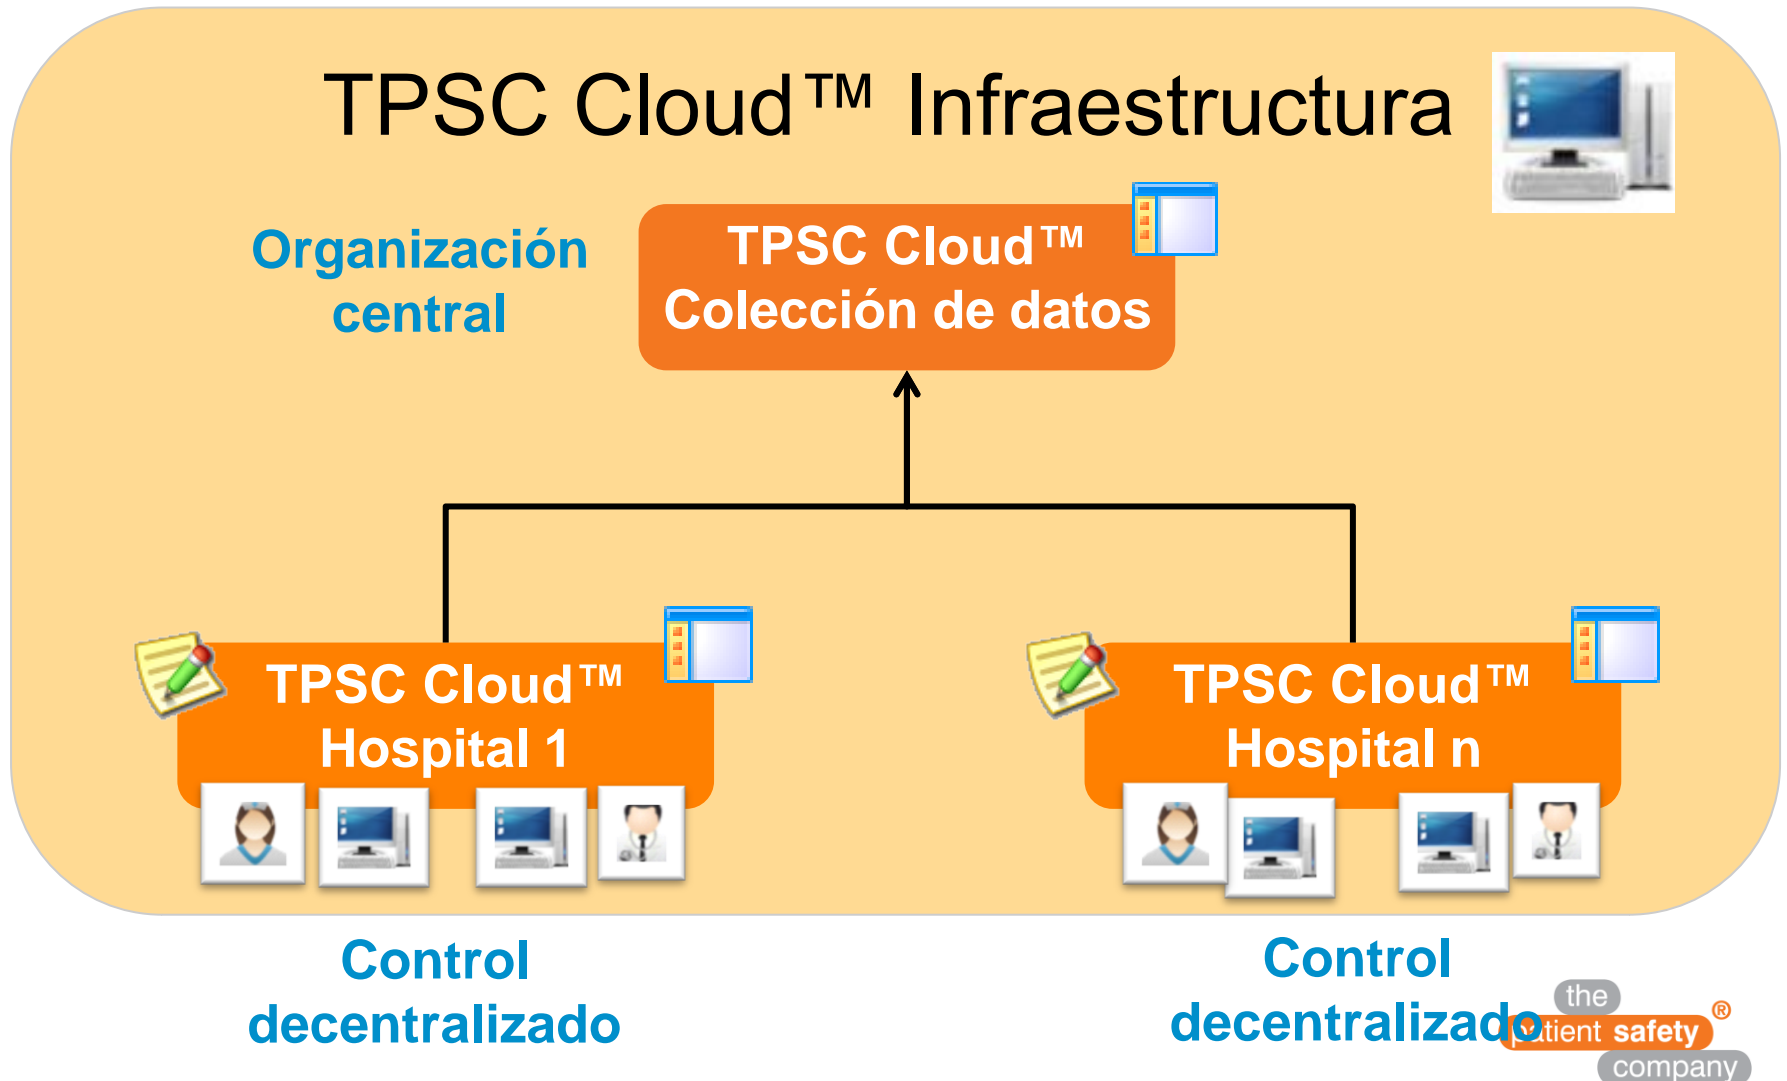 TPSC Cloud™ Infraestructura
Organización
central
TPSC Cloud™
Colección de datos
TPSC Cloud™
Hospital 1
TPSC Cloud™
Hospital n
Control
decentralizado
Control
decentralizado
the
patient safety®
company